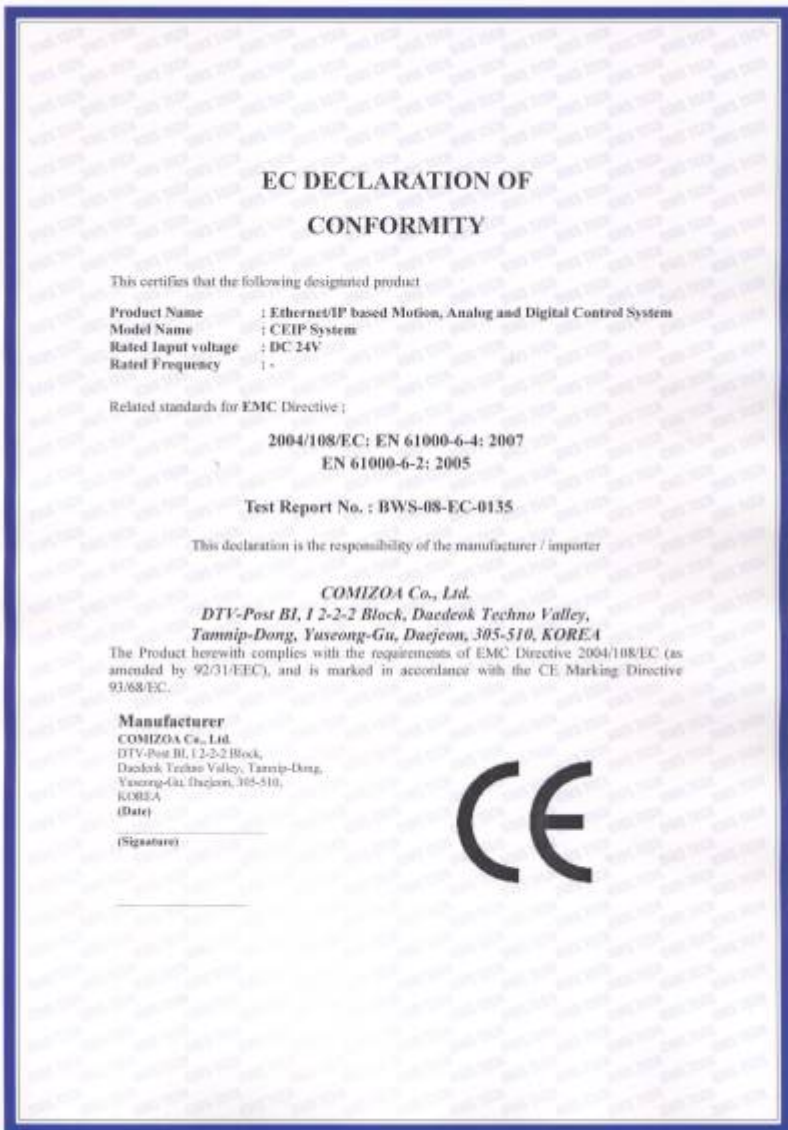 EC DECLARATION OF
CONFORMITY
This certifies that the following designated product
Product Name : Ethernet/IP based Motion, Analog and Digital Control System
Model Name : CEIP System
Rated Input voltage : DC 24V
Rated Frequency : -
Related standards for EMC Directive ;
2004/108/EC: EN 61000-6-4: 2007
EN 61000-6-2: 2005
Test Report No. : BWS-08-EC-0135
This declaration is the responsibility of the manufacturer / importer
COMIZOA Co., Ltd.
DTV-Post BI, I 2-2-2 Block, Daedeok Techno Valley,
Tamnip-Dong, Yuseong-Gu, Daejeon, 305-510, KOREA
The Product herewith complies with the requirements of EMC Directive 2004/108/EC (as
amended by 92/31/EEC), and is marked in accordance with the CE Marking Directive
93/68/EC.
Manufacturer
COMIZOA Co., Ltd.
DTV-Post BI, I 2-2-2 Block,
Daedeok Techno Valley, Tamnip-Dong,
Yuseong-Gu, Daejeon, 305-510,
KOREA
(Date)
(Signature)
CE